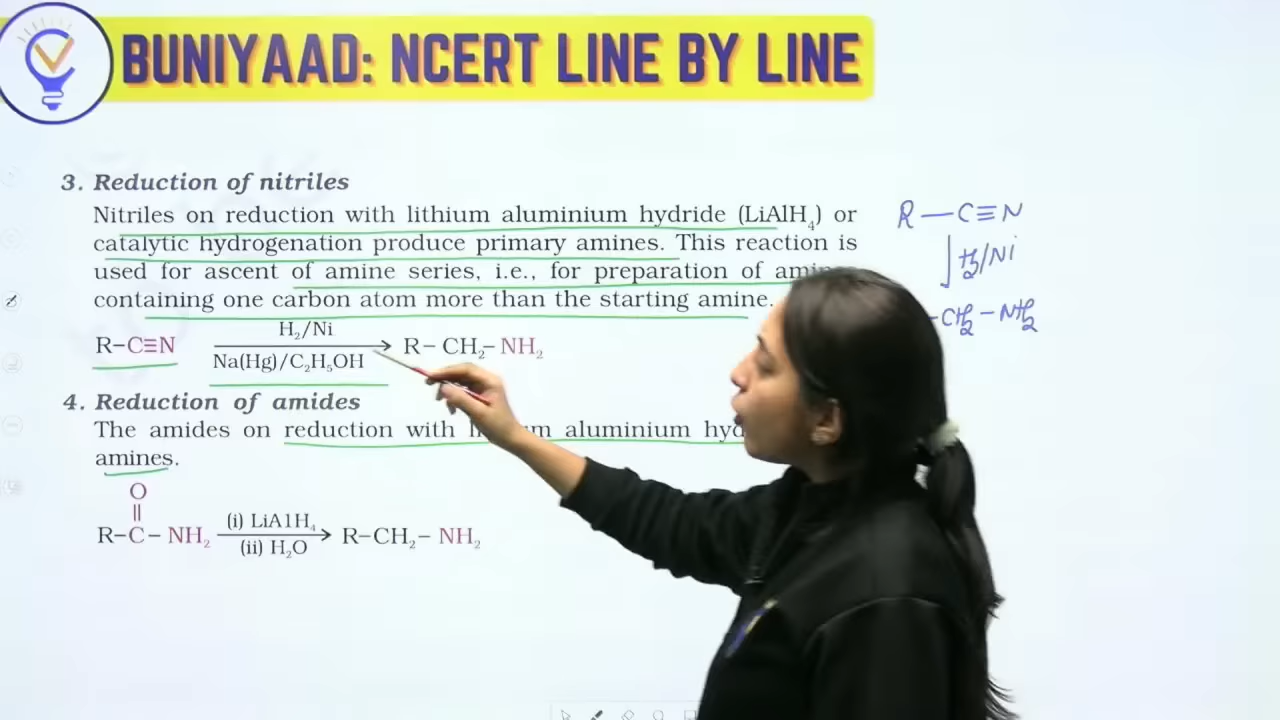 BUNIYAAD: NCERT LINE BY LINE
3. Reduction of nitriles
Nitriles on reduction with lithium aluminium hydride (LiAlH₄) or
catalytic hydrogenation produce primary amines. This reaction is
used for ascent of amine series, i.e., for preparation of
containing one carbon atom more than the starting amine.
R–C≡N H₂/Ni R– CH₂– NH₂
Na(Hg)/C₂H₅OH
4. Reduction of amides
The amides on reduction with aluminium
amines.
O
||
R–C– NH₂ (i) LiAlH₄ R–CH₂– NH₂
(ii) H₂O
R—C≡N
H₂/Ni
–CH₂–NH₂